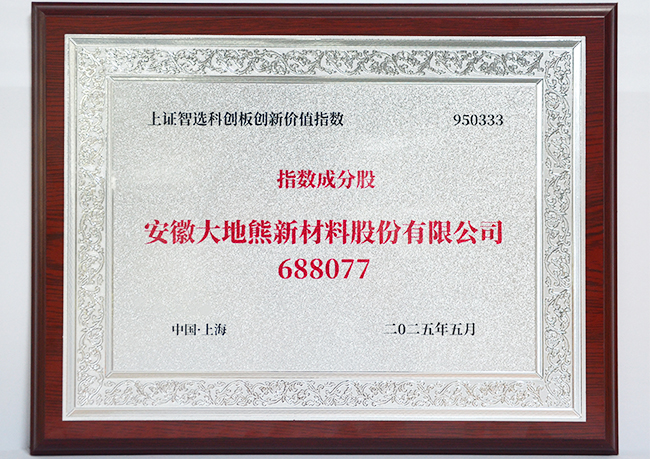 上证智选科创板创新价值指数 950333
指数成分股
安徽大地熊新材料股份有限公司
688077
中国·上海 二〇二五年五月